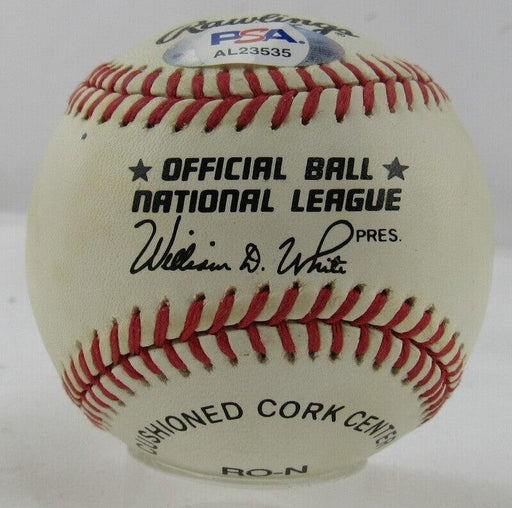 Rawlings
PSA.
AL23535
★ OFFICIAL BALL ★
NATIONAL LEAGUE
William D. White PRES.
CUSHIONED CORK CENTER
RO-N